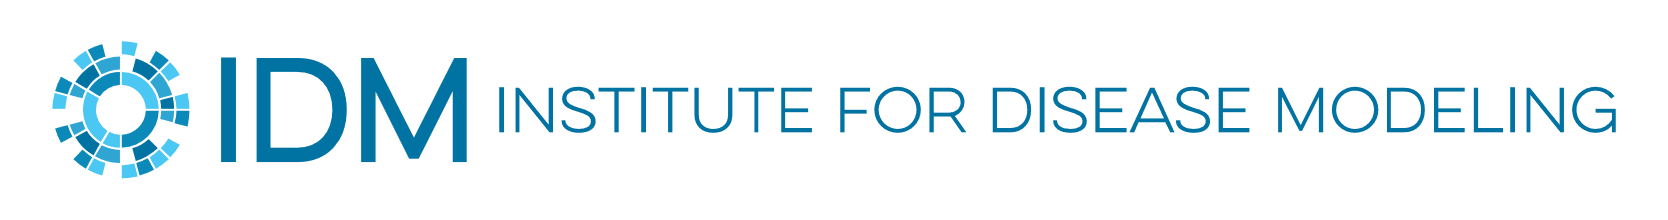 IDM INSTITUTE FOR DISEASE MODELING